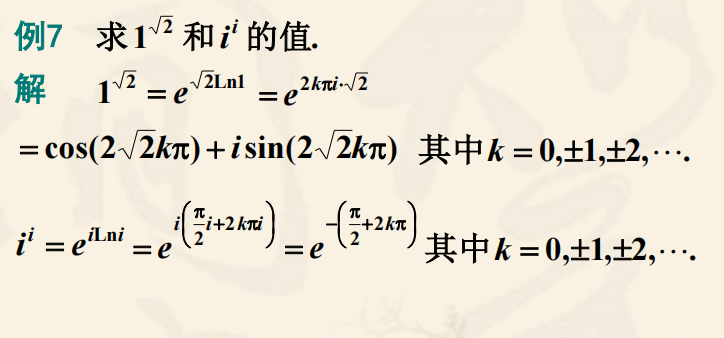 例7 求 $1^{\sqrt{2}}$ 和 $i^i$ 的值.
解 $1^{\sqrt{2}} = e^{\sqrt{2}\mathrm{Ln}1} = e^{2k\pi i\cdot\sqrt{2}}$
$= \cos(2\sqrt{2}k\pi) + i\sin(2\sqrt{2}k\pi)$ 其中 $k = 0,\pm1,\pm2,\cdots.$
$i^i = e^{i\mathrm{Ln}i} = e^{i\left(\frac{\pi}{2}i+2k\pi i\right)} = e^{-\left(\frac{\pi}{2}+2k\pi\right)}$ 其中 $k = 0,\pm1,\pm2,\cdots.$